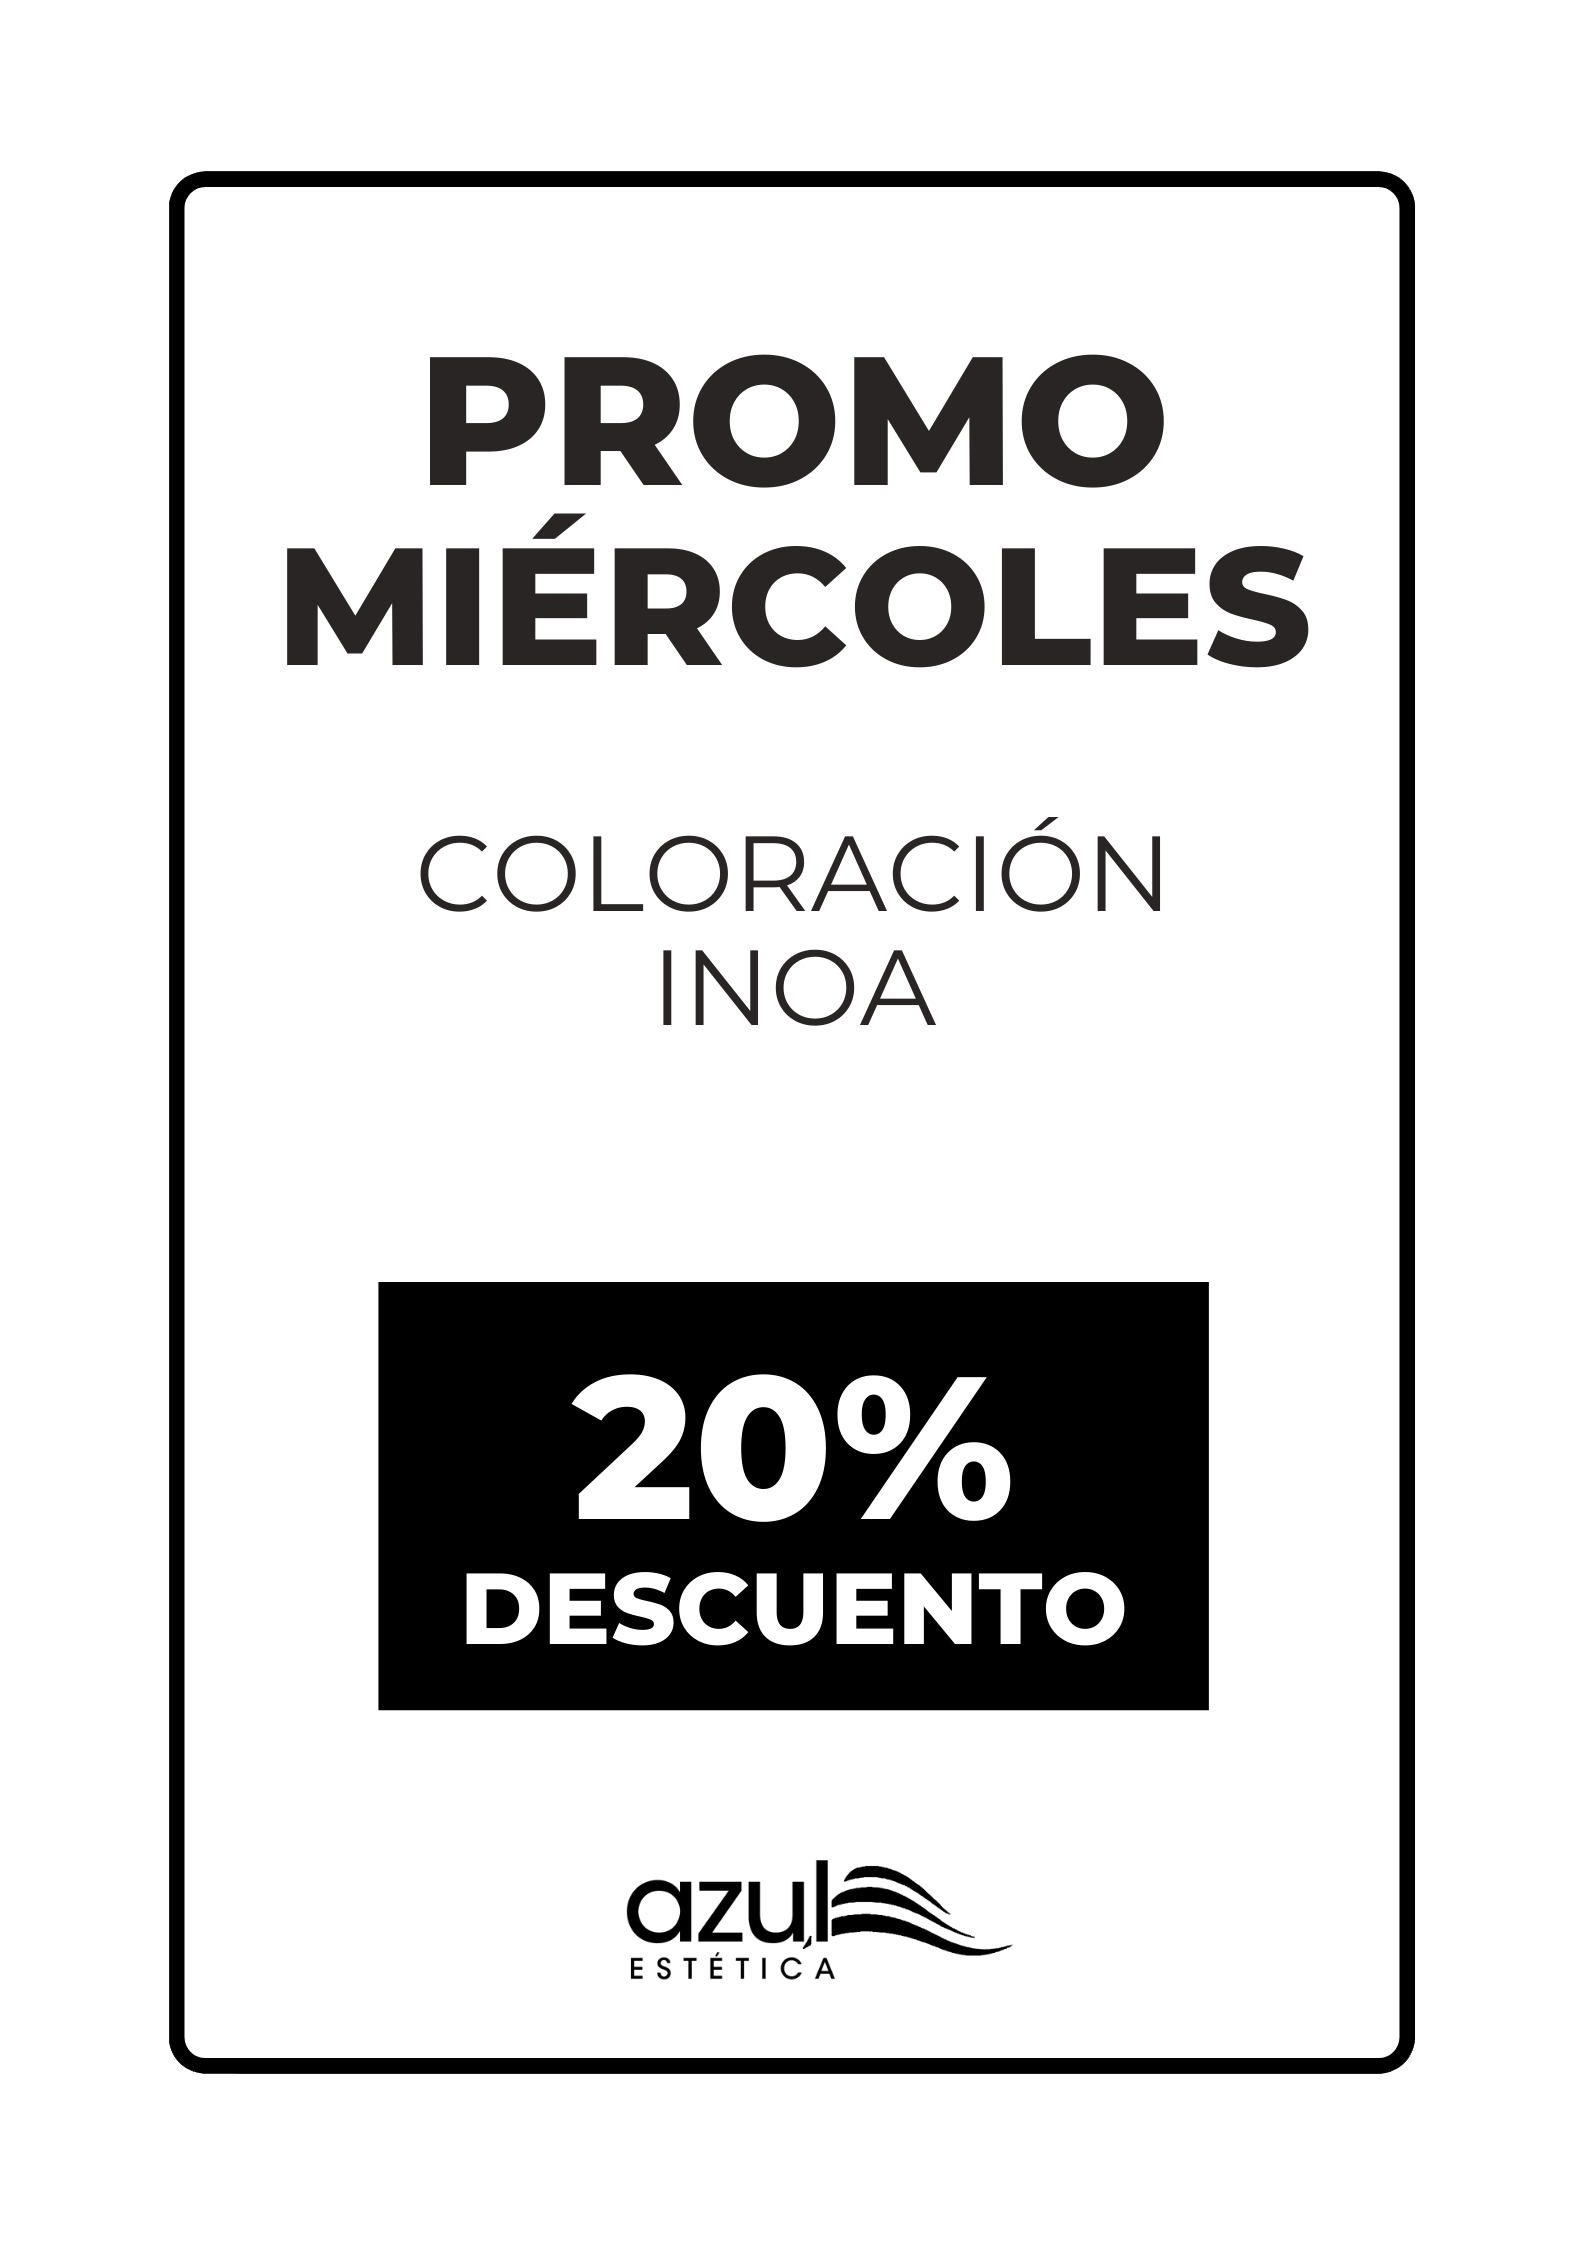 PROMO
MIÉRCOLES
COLORACIÓN
INOA
20%
DESCUENTO
azul
ESTÉTICA